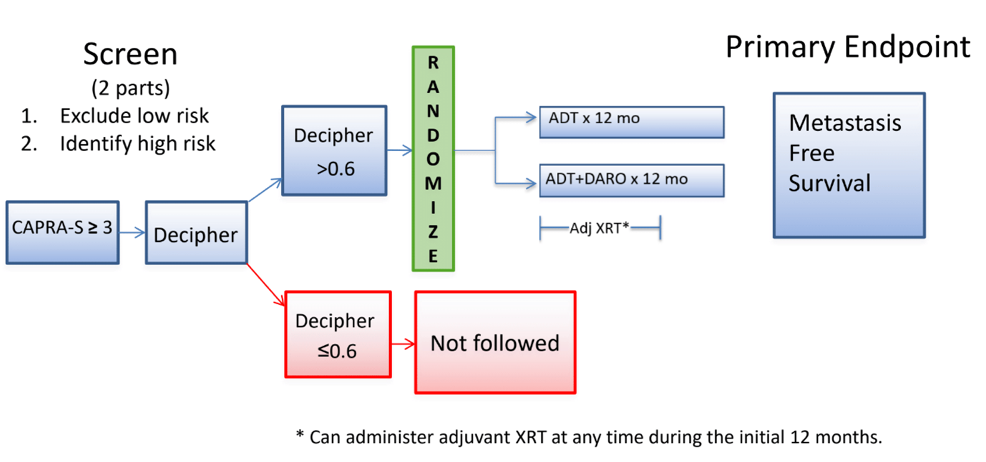 Screen
(2 parts)
1. Exclude low risk
2. Identify high risk
CAPRA-S ≥ 3
Decipher
Decipher
>0.6
Decipher
≤0.6
Not followed
R
A
N
D
O
M
I
Z
E
ADT x 12 mo
ADT+DARO x 12 mo
Adj XRT*
Primary Endpoint
Metastasis
Free
Survival
* Can administer adjuvant XRT at any time during the initial 12 months.